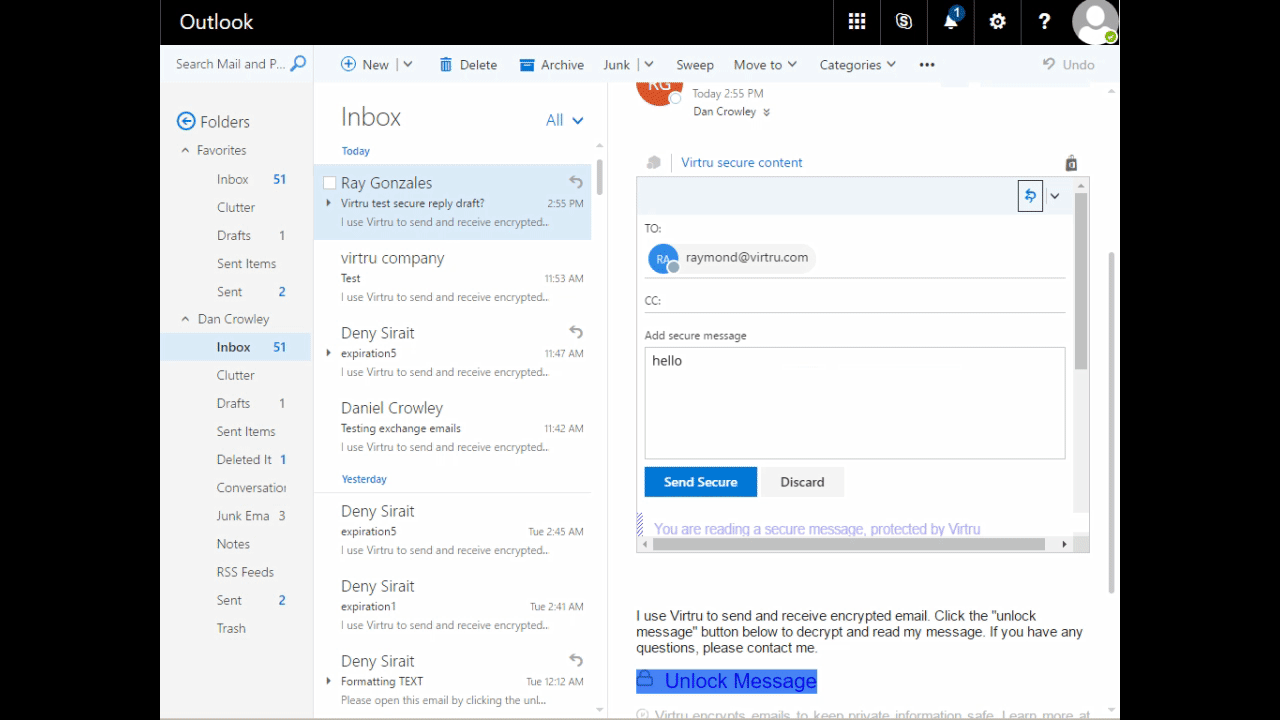 Outlook
1
?
Search Mail and P...
New
Delete
Archive
Junk
Sweep
Move to
Categories
Undo
Folders
Favorites
Inbox 51
Clutter
Drafts 1
Sent Items
Sent 2
Dan Crowley
Inbox 51
Clutter
Drafts 1
Sent Items
Deleted It 1
Conversation
Junk Ema 3
Notes
RSS Feeds
Sent 2
Trash
Inbox
All
Today
Ray Gonzales
Virtru test secure reply draft? 2:55 PM
I use Virtru to send and receive encrypted..
virtru company
Test 11:53 AM
I use Virtru to send and receive encrypted..
Deny Sirait
expiration5 11:47 AM
I use Virtru to send and receive encrypted..
Daniel Crowley
Testing exchange emails 11:42 AM
I use Virtru to send and receive encrypted..
Yesterday
Deny Sirait
expiration5 Tue 2:45 AM
I use Virtru to send and receive encrypted..
Deny Sirait
expiration1 Tue 2:41 AM
I use Virtru to send and receive encrypted..
Deny Sirait
Formatting TEXT Tue 12:12 AM
Please open this email by clicking the unl...
RG
Today 2:55 PM
Dan Crowley
Virtru secure content
TO:
RA raymond@virtru.com
CC:
Add secure message
hello
Send Secure
Discard
You are reading a secure message, protected by Virtru
I use Virtru to send and receive encrypted email. Click the "unlock
message" button below to decrypt and read my message. If you have any
questions, please contact me.
Unlock Message
Virtru encrypts emails to keep private information safe. Learn more at